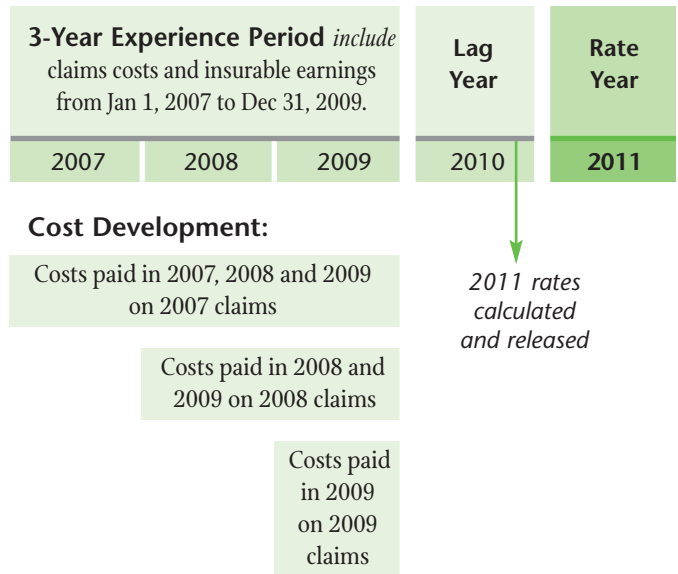 3-Year Experience Period include
claims costs and insurable earnings
from Jan 1, 2007 to Dec 31, 2009.
Lag
Year
Rate
Year
2007
2008
2009
2010
2011
Cost Development:
Costs paid in 2007, 2008 and 2009
on 2007 claims
2011 rates
calculated
and released
Costs paid in 2008 and
2009 on 2008 claims
Costs paid
in 2009
on 2009
claims